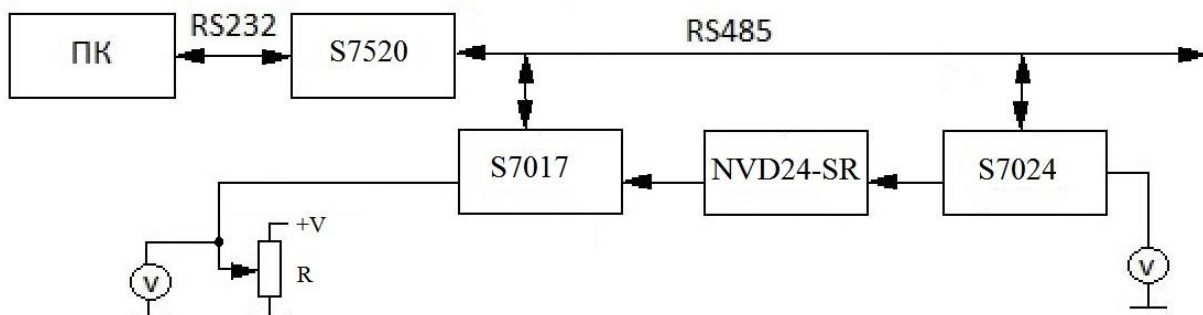 ПК
RS232
S7520
RS485
S7017
NVD24-SR
S7024
+V
R
V
V